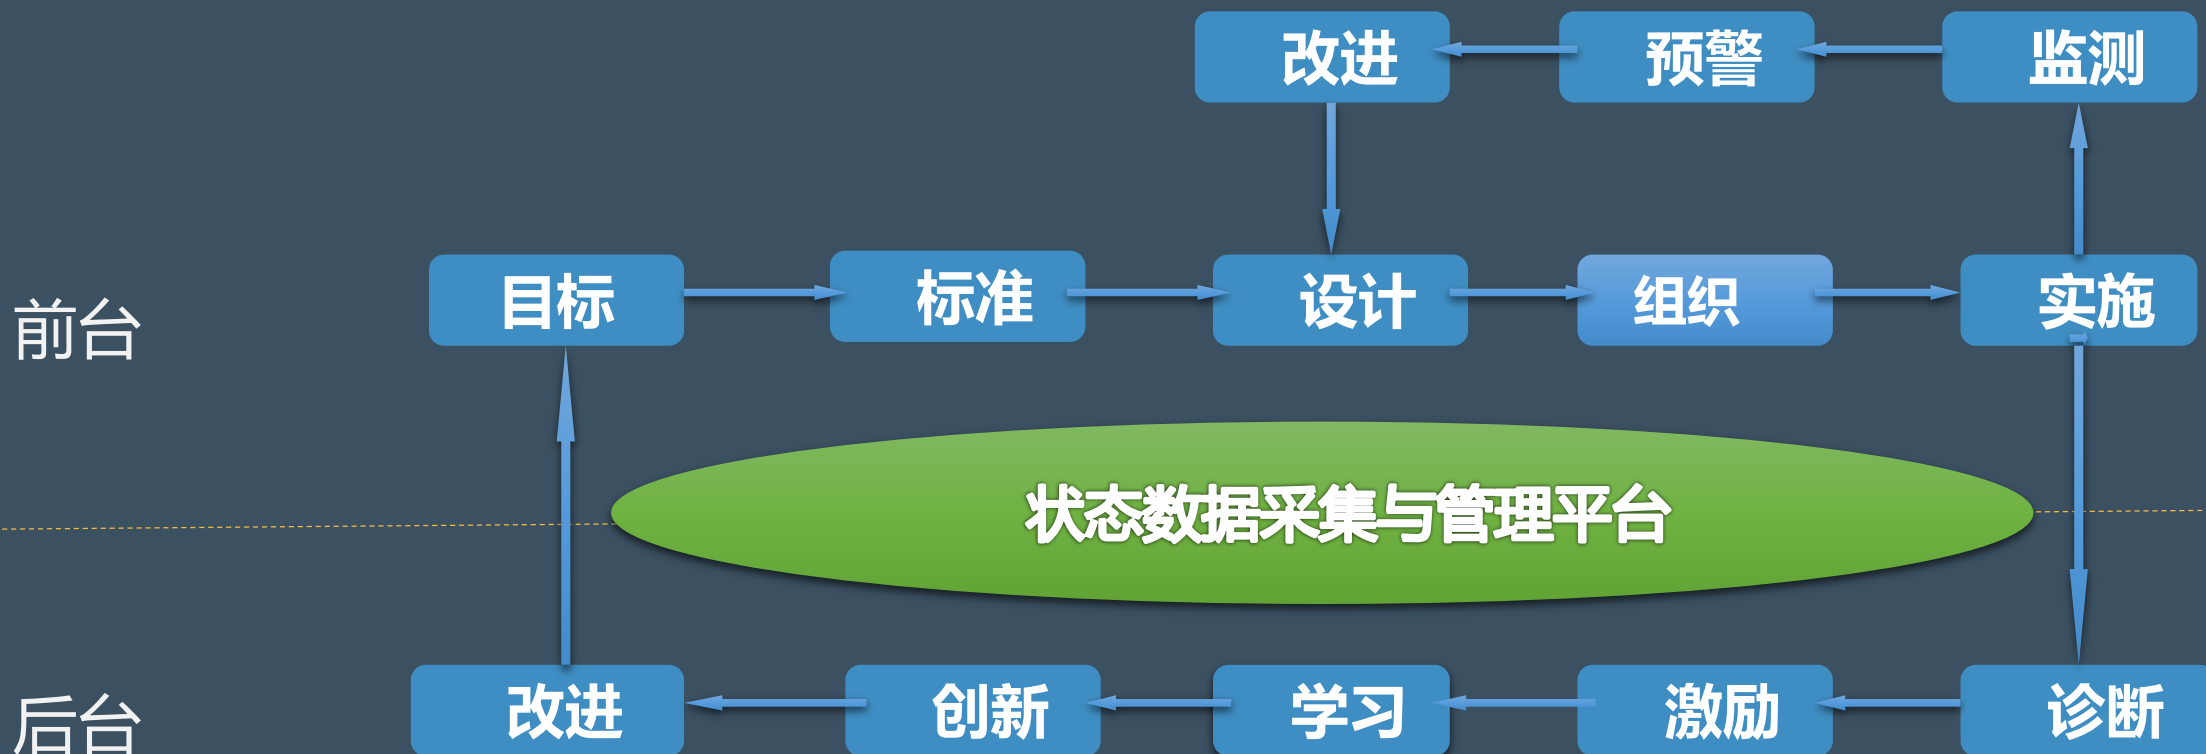 改进 预警 监测
前台 目标 标准 设计 组织 实施
状态数据采集与管理平台
后台 改进 创新 学习 激励 诊断